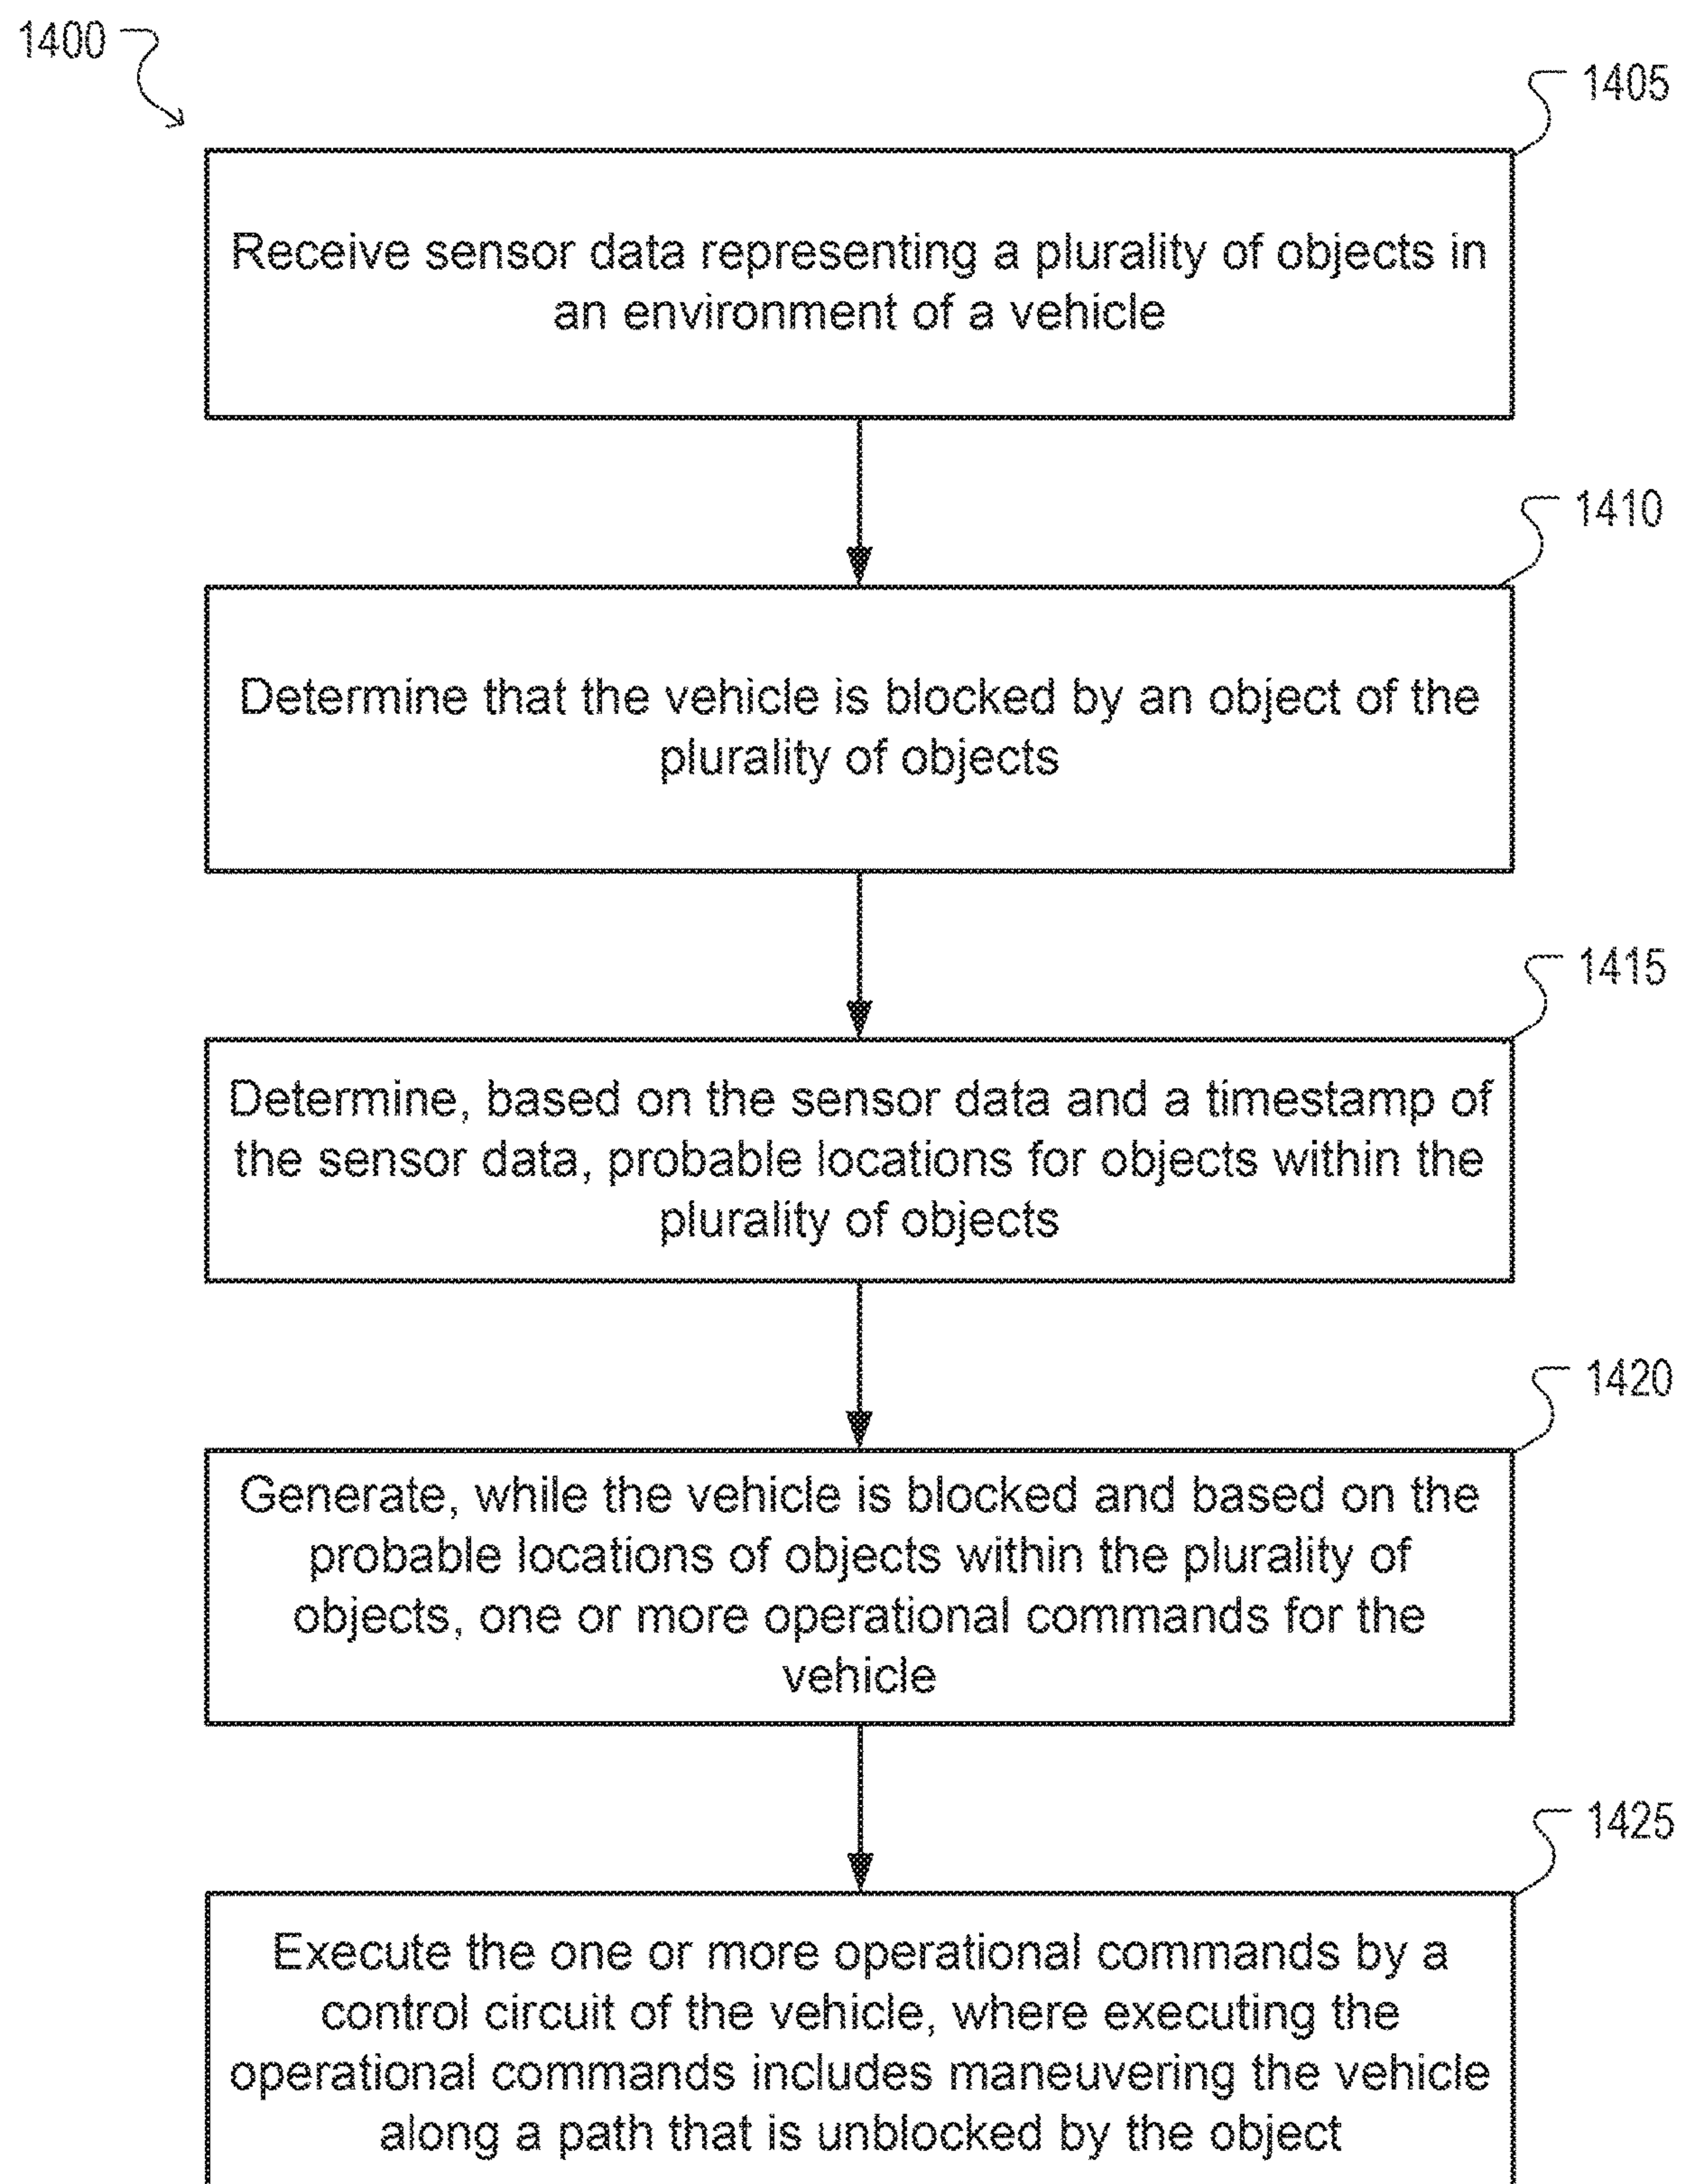 1400
1405
Receive sensor data representing a plurality of objects in
an environment of a vehicle
1410
Determine that the vehicle is blocked by an object of the
plurality of objects
1415
Determine, based on the sensor data and a timestamp of
the sensor data, probable locations for objects within the
plurality of objects
1420
Generate, while the vehicle is blocked and based on the
probable locations of objects within the plurality of
objects, one or more operational commands for the
vehicle
1425
Execute the one or more operational commands by a
control circuit of the vehicle, where executing the
operational commands includes maneuvering the vehicle
along a path that is unblocked by the object